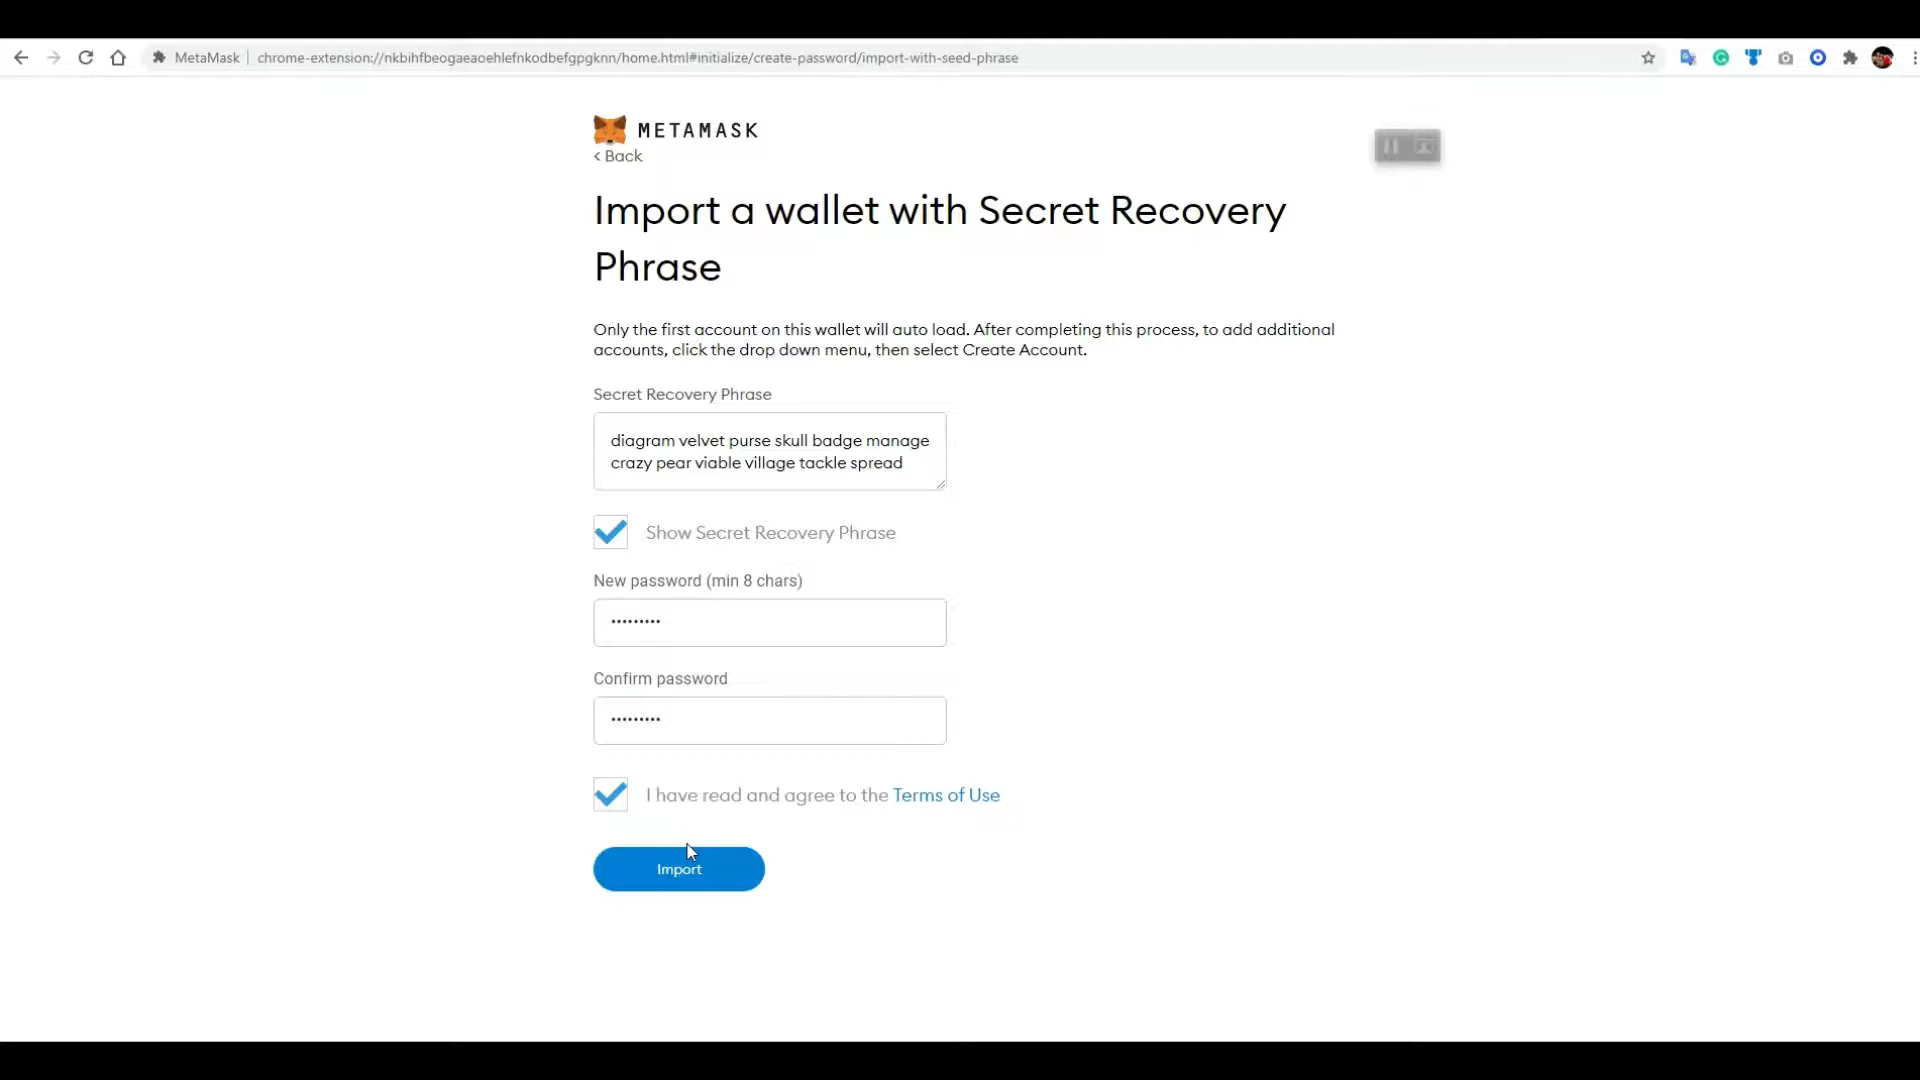 MetaMask
chrome-extension://nkbihfbeogaeaoehlefnkodbefgpgknn/home.html#initialize/create-password/import-with-seed-phrase
METAMASK
< Back
Import a wallet with Secret Recovery
Phrase
Only the first account on this wallet will auto load. After completing this process, to add additional
accounts, click the drop down menu, then select Create Account.
Secret Recovery Phrase
diagram velvet purse skull badge manage
crazy pear viable village tackle spread
Show Secret Recovery Phrase
New password (min 8 chars)
•••••••••
Confirm password
•••••••••
I have read and agree to the Terms of Use
Import